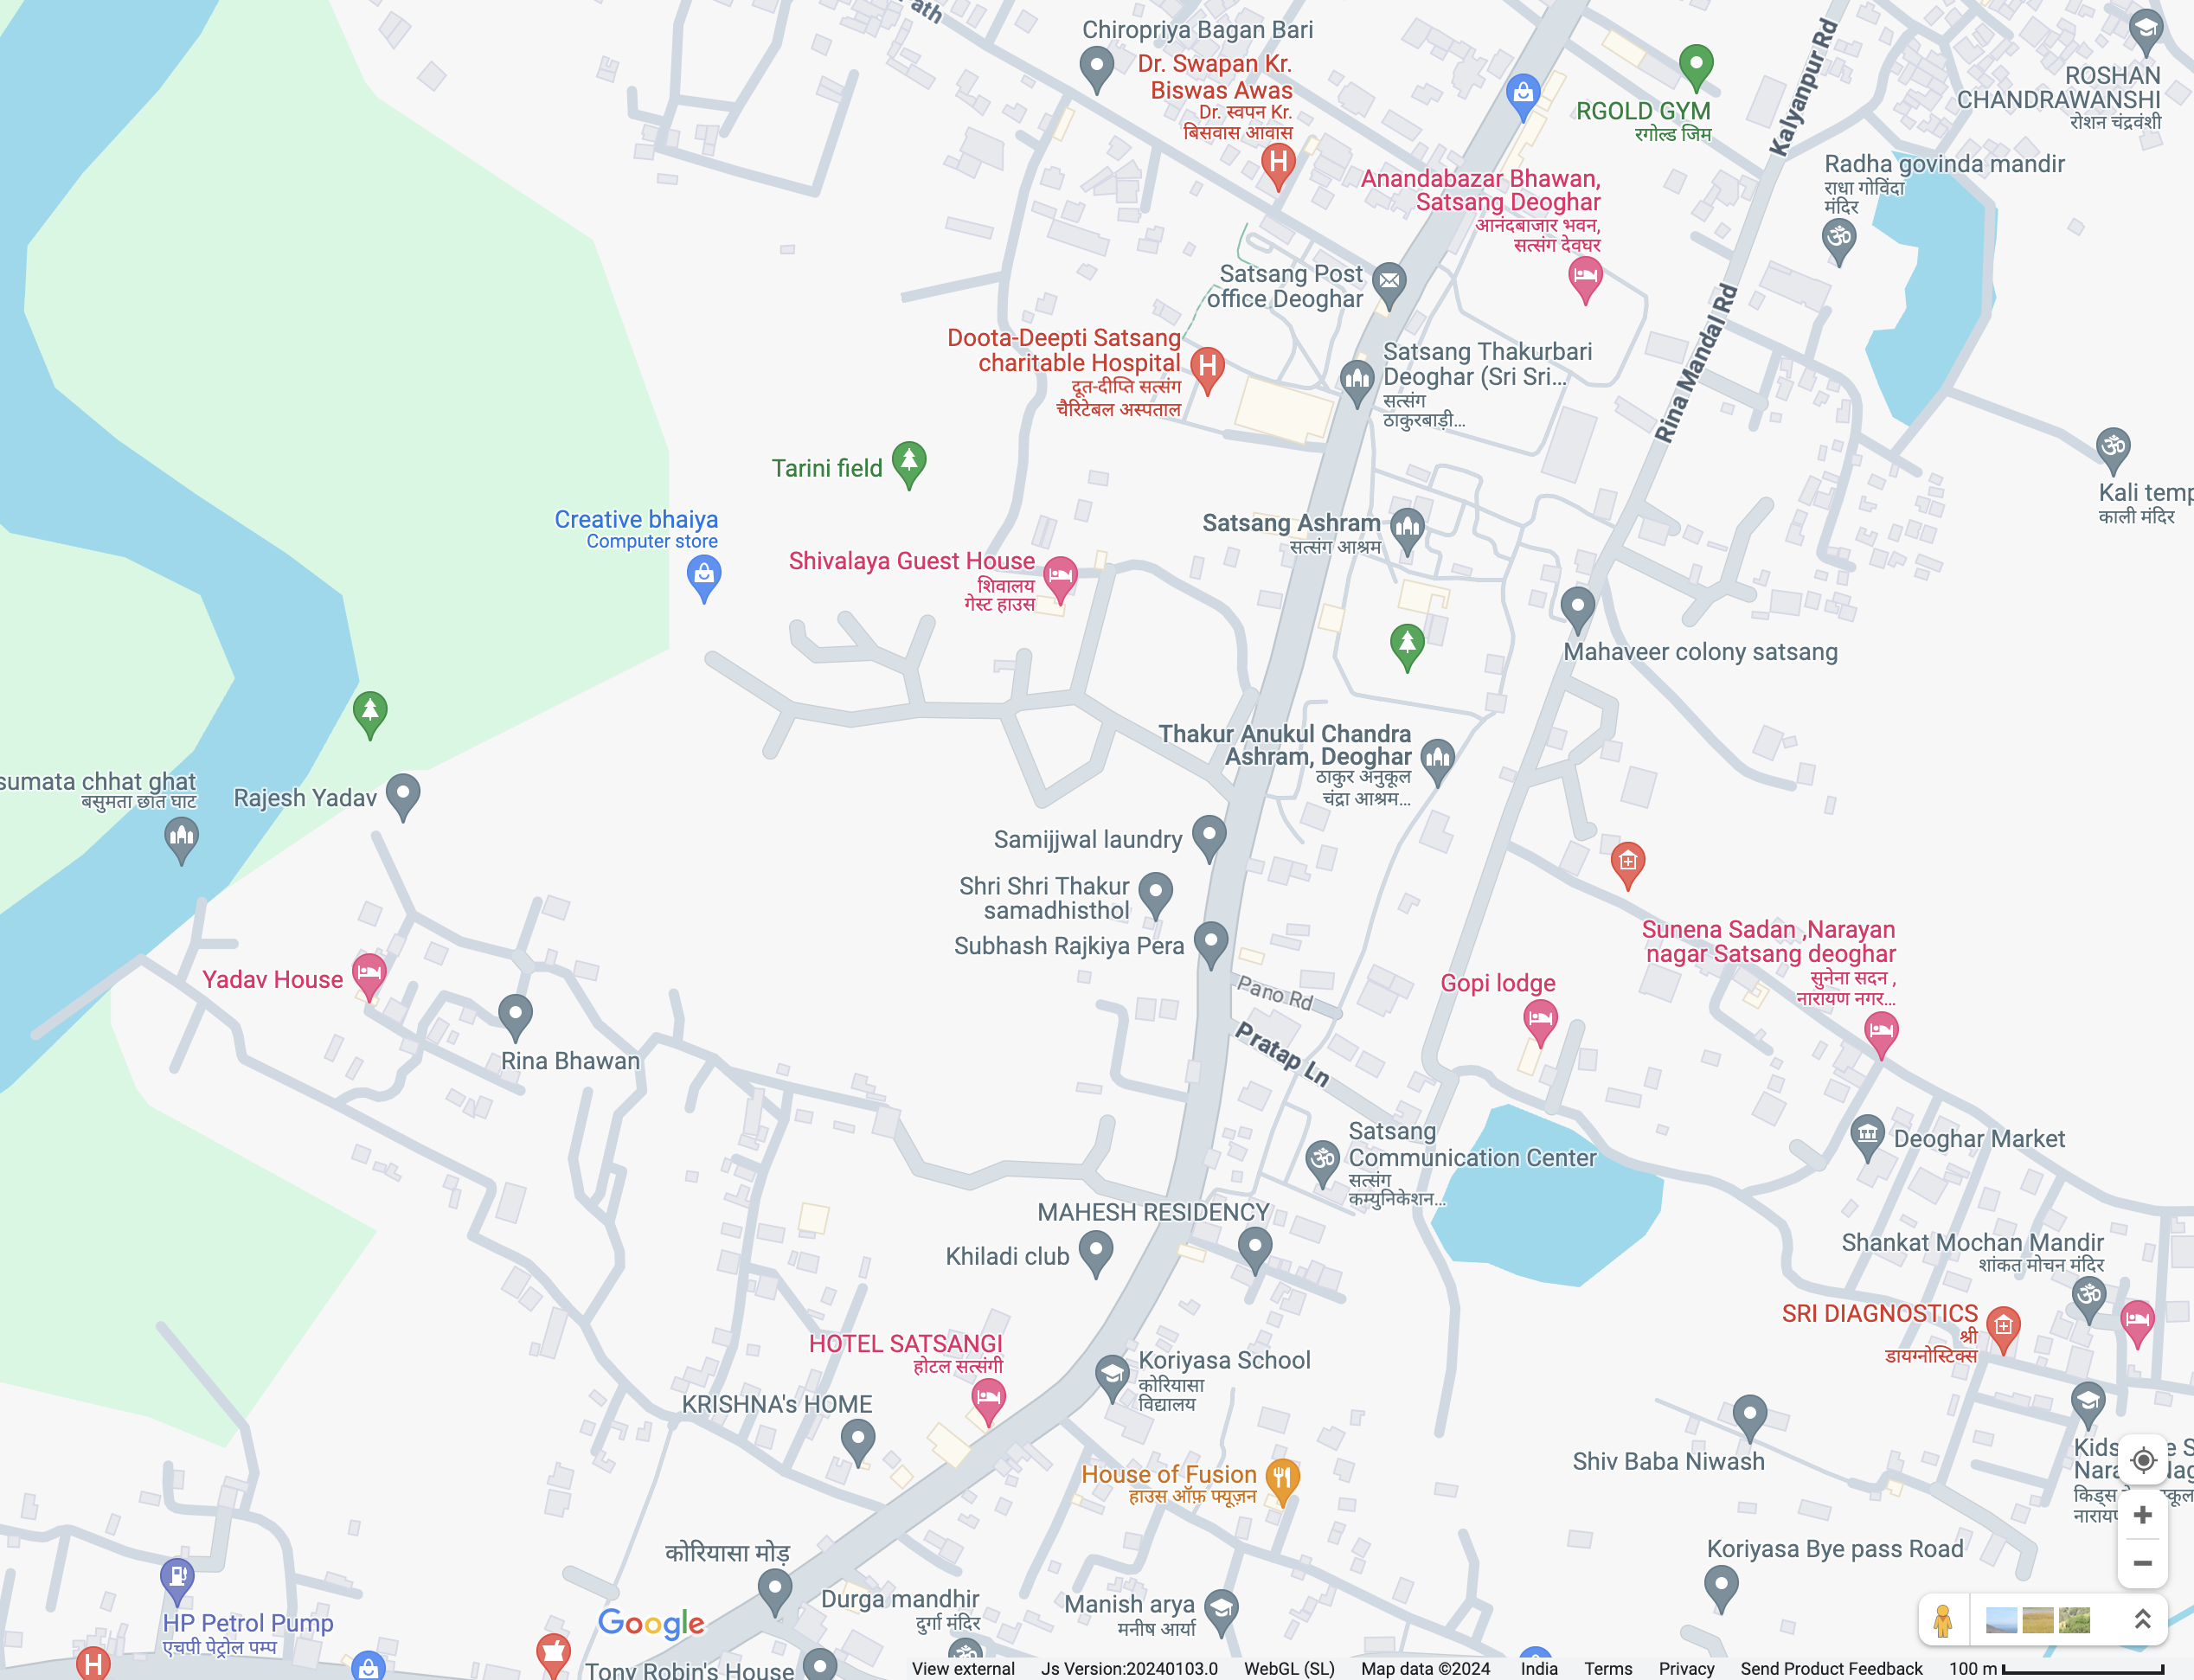 Path
Chiropriya Bagan Bari
Dr. Swapan Kr.
Biswas Awas
Dr. स्वपन Kr.
बिसवास आवास
Kalyanpur Rd
RGOLD GYM
रगोल्ड जिम
ROSHAN
CHANDRAWANSHI
रोशन चंद्रवंशी
Radha govinda mandir
राधा गोविंदा
मंदिर
Anandabazar Bhawan,
Satsang Deoghar
आनंदबाजार भवन,
सत्संग देवघर
Satsang Post
office Deoghar
Rina Mandal Rd
Doota-Deepti Satsang
charitable Hospital
दूत-दीप्ति सत्संग
चैरिटेबल अस्पताल
Satsang Thakurbari
Deoghar (Sri Sri...
सत्संग
ठाकुरबाड़ी...
Tarini field
Kali temp
काली मंदिर
Creative bhaiya
Computer store
Satsang Ashram
सत्संग आश्रम
Shivalaya Guest House
शिवालय
गेस्ट हाउस
Mahaveer colony satsang
Thakur Anukul Chandra
Ashram, Deoghar
ठाकुर अनुकूल
चंद्रा आश्रम...
sumata chhat ghat
बसुमता छात घाट
Rajesh Yadav
Samijjwal laundry
Shri Shri Thakur
samadhisthol
Subhash Rajkiya Pera
Sunena Sadan ,Narayan
nagar Satsang deoghar
सुनेना सदन ,
नारायण नगर...
Yadav House
Gopi lodge
Pano Rd
Pratap Ln
Rina Bhawan
Satsang
Communication Center
सत्संग
कम्युनिकेशन...
Deoghar Market
MAHESH RESIDENCY
Khiladi club
Shankat Mochan Mandir
शांकत मोचन मंदिर
SRI DIAGNOSTICS
श्री
डायग्नोस्टिक्स
HOTEL SATSANGI
होटल सत्संगी
Koriyasa School
कोरियासा
विद्यालय
KRISHNA's HOME
Shiv Baba Niwash
Kids
Nara
किड्स
नाराय
House of Fusion
हाउस ऑफ़ फ्यूज़न
कोरियासा मोड़
Koriyasa Bye pass Road
Durga mandhir
दुर्गा मंदिर
Manish arya
मनीष आर्या
HP Petrol Pump
एचपी पेट्रोल पम्प
Google
Tony Robin's House
View external Js Version:20240103.0 WebGL (SL) Map data ©2024 India Terms Privacy Send Product Feedback 100 m